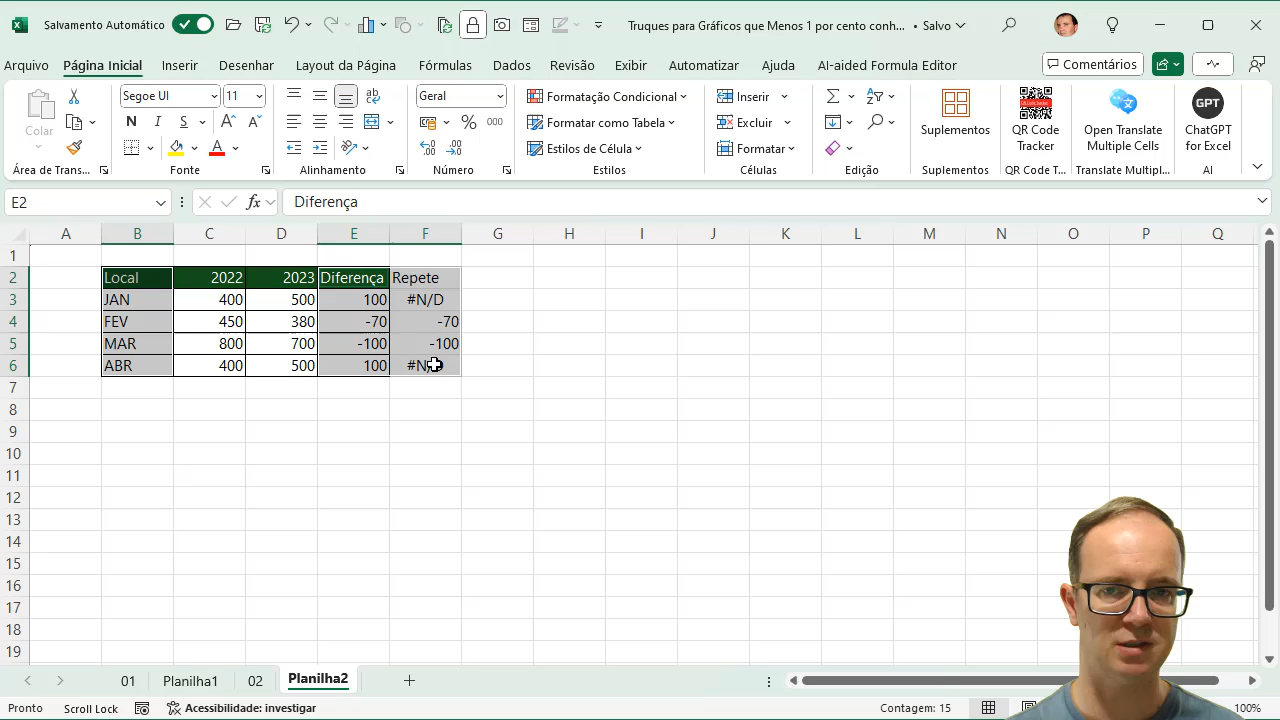 Salvamento Automático
Truques para Gráficos que Menos 1 por cento conh... • Salvo
Arquivo Página Inicial Inserir Desenhar Layout da Página Fórmulas Dados Revisão Exibir Automatizar Ajuda AI-aided Formula Editor Comentários
Colar
Segoe UI 11
N I S
Geral
% 000
Formatação Condicional
Formatar como Tabela
Estilos de Célula
Inserir
Excluir
Formatar
Suplementos
QR Code Tracker
Open Translate Multiple Cells
GPT
ChatGPT for Excel
Área de Trans... Fonte Alinhamento Número Estilos Células Edição Suplementos QR Code T... Translate Multipl... AI
E2 fx Diferença
A B C D E F G H I J K L M N O P Q
1
2 Local 2022 2023 Diferença Repete
3 JAN 400 500 100 #N/D
4 FEV 450 380 -70 -70
5 MAR 800 700 -100 -100
6 ABR 400 500 100
7
8
9
10
11
12
13
14
15
16
17
18
19
01 Planilha1 02 Planilha2
Pronto Scroll Lock Acessibilidade: investigar Contagem: 15 100%